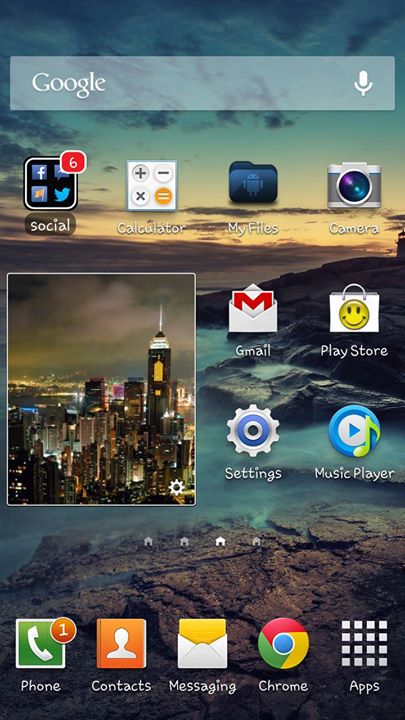 Google
6
social
Calculator
My Files
Camera
Gmail
Play Store
Settings
Music Player
1
Phone
Contacts
Messaging
Chrome
Apps